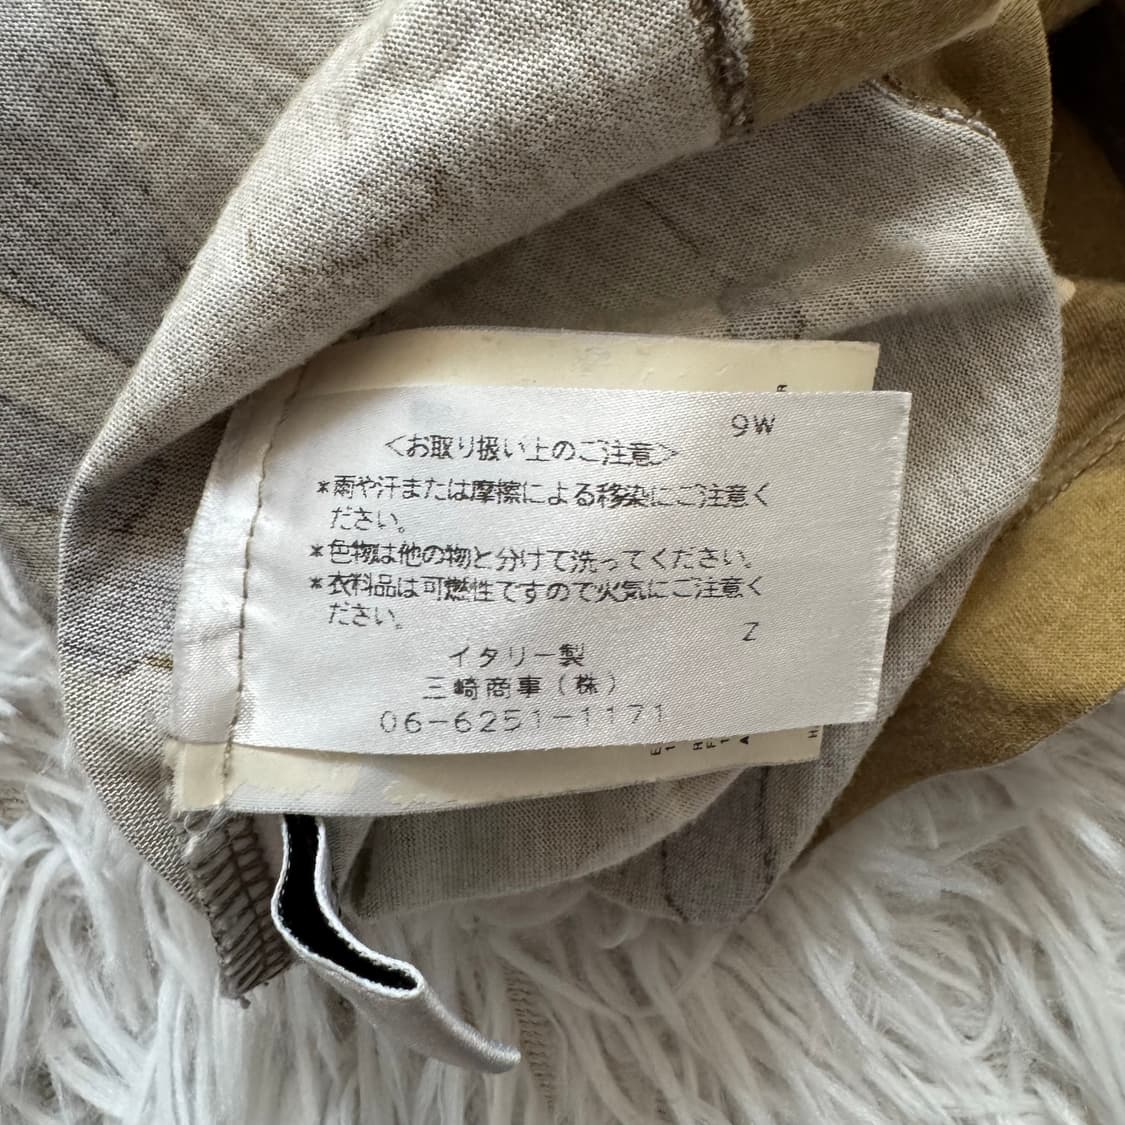 9W
<お取り扱い上のご注意>
*雨や汗または摩擦による移染にご注意く
ださい。
*色物は他の物と分けて洗ってください。
*衣料品は可燃性ですので火気にご注意く
ださい。
Z
イタリー製
三崎商事(株)
06-6251-1171